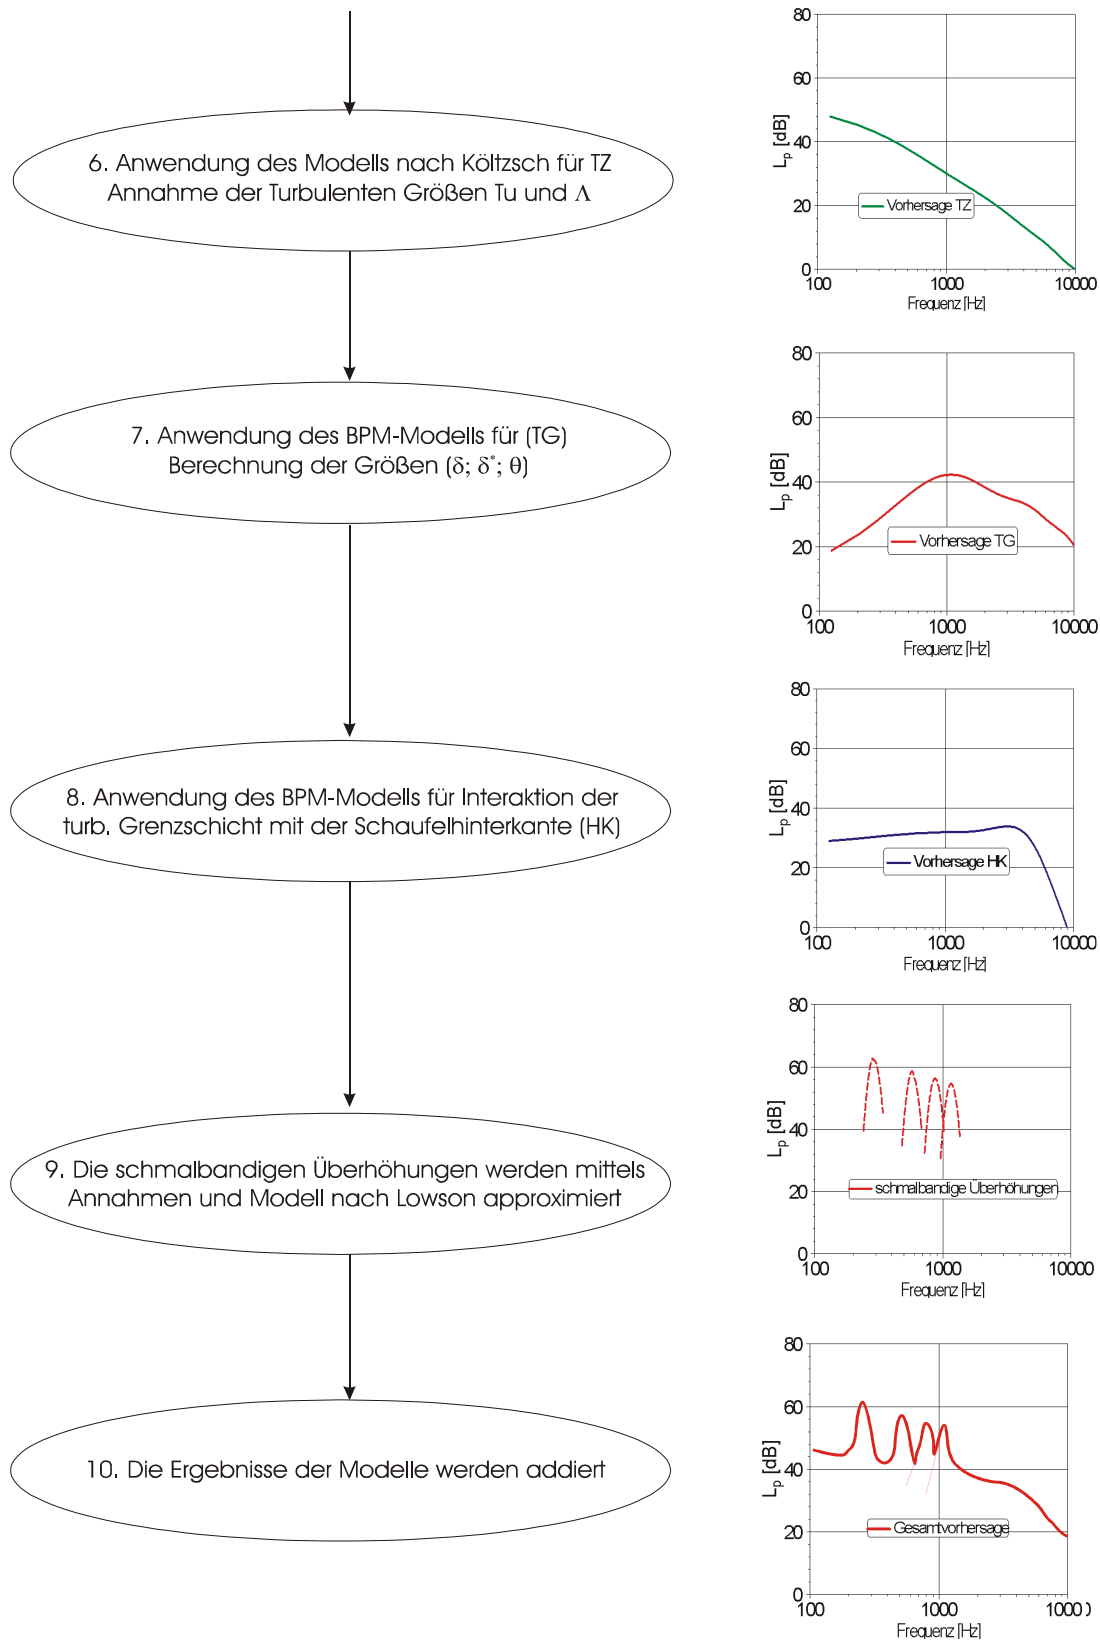 6. Anwendung des Modells nach Költzsch für TZ
Annahme der Turbulenten Größen Tu und Λ
80
60
40
20
0
L_p [dB]
Vorhersage TZ
100
1000
10000
Frequenz [Hz]
7. Anwendung des BPM-Modells für (TG)
Berechnung der Größen (δ; δ*; θ)
80
60
40
20
0
L_p [dB]
Vorhersage TG
100
1000
10000
Frequenz [Hz]
8. Anwendung des BPM-Modells für Interaktion der
turb. Grenzschicht mit der Schaufelhinterkante (HK)
80
60
40
20
0
L_p [dB]
Vorhersage HK
100
1000
10000
Frequenz [Hz]
9. Die schmalbandigen Überhöhungen werden mittels
Annahmen und Modell nach Lowson approximiert
80
60
40
20
0
L_p [dB]
schmalbandige Überhöhungen
100
1000
10000
Frequenz [Hz]
10. Die Ergebnisse der Modelle werden addiert
80
60
40
20
0
L_p [dB]
Gesamtvorhersage
100
1000
10000
Frequenz [Hz]